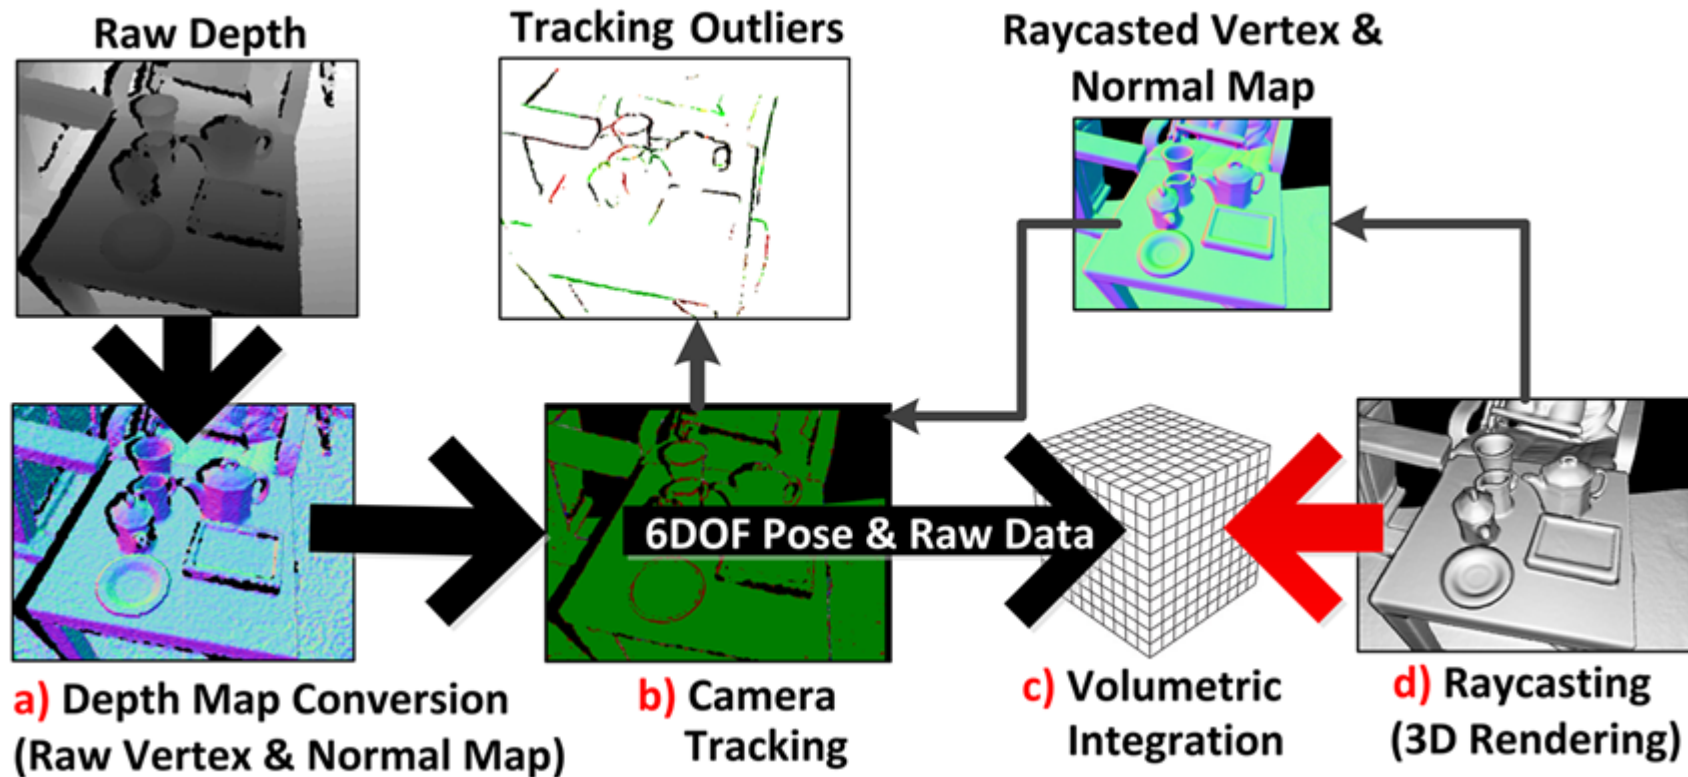 Raw Depth
Tracking Outliers
Raycasted Vertex &
Normal Map
6DOF Pose & Raw Data
a) Depth Map Conversion
(Raw Vertex & Normal Map)
b) Camera
Tracking
c) Volumetric
Integration
d) Raycasting
(3D Rendering)